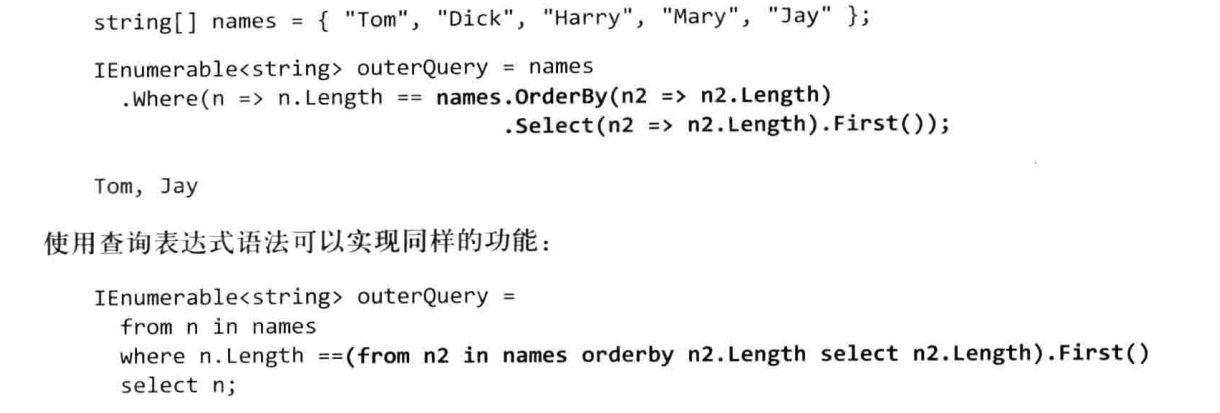 string[] names = { "Tom", "Dick", "Harry", "Mary", "Jay" };
IEnumerable<string> outerQuery = names
.Where(n => n.Length == names.OrderBy(n2 => n2.Length)
.Select(n2 => n2.Length).First());
Tom, Jay
使用查询表达式语法可以实现同样的功能：
IEnumerable<string> outerQuery =
from n in names
where n.Length ==(from n2 in names orderby n2.Length select n2.Length).First()
select n;